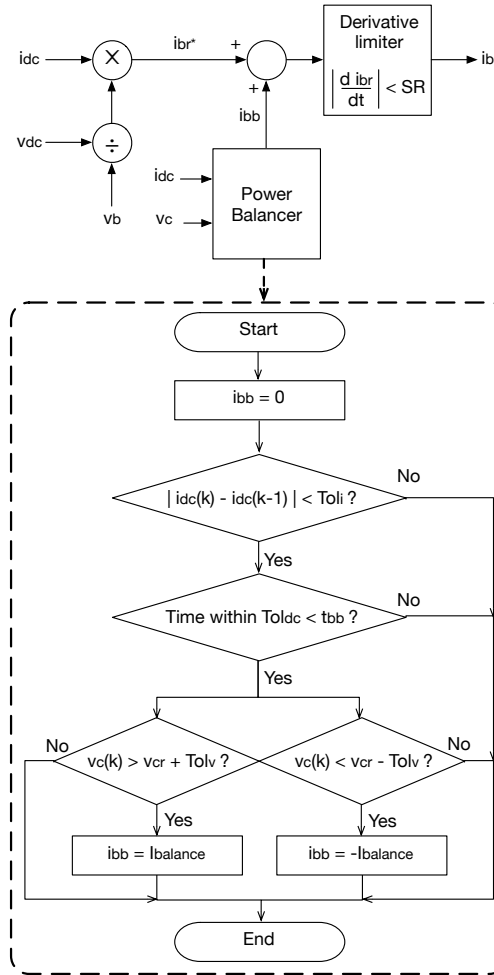 idc
X
ibr*
+
+
Derivative
limiter
| d ibr / dt | < SR
ib
vdc
÷
vb
ibb
idc
vc
Power
Balancer
Start
ibb = 0
| idc(k) - idc(k-1) | < Toli ?
No
Yes
Time within Toldc < tbb ?
No
Yes
No
vc(k) > vcr + Tolv ?
vc(k) < vcr - Tolv ?
No
Yes
Yes
ibb = Ibalance
ibb = -Ibalance
End